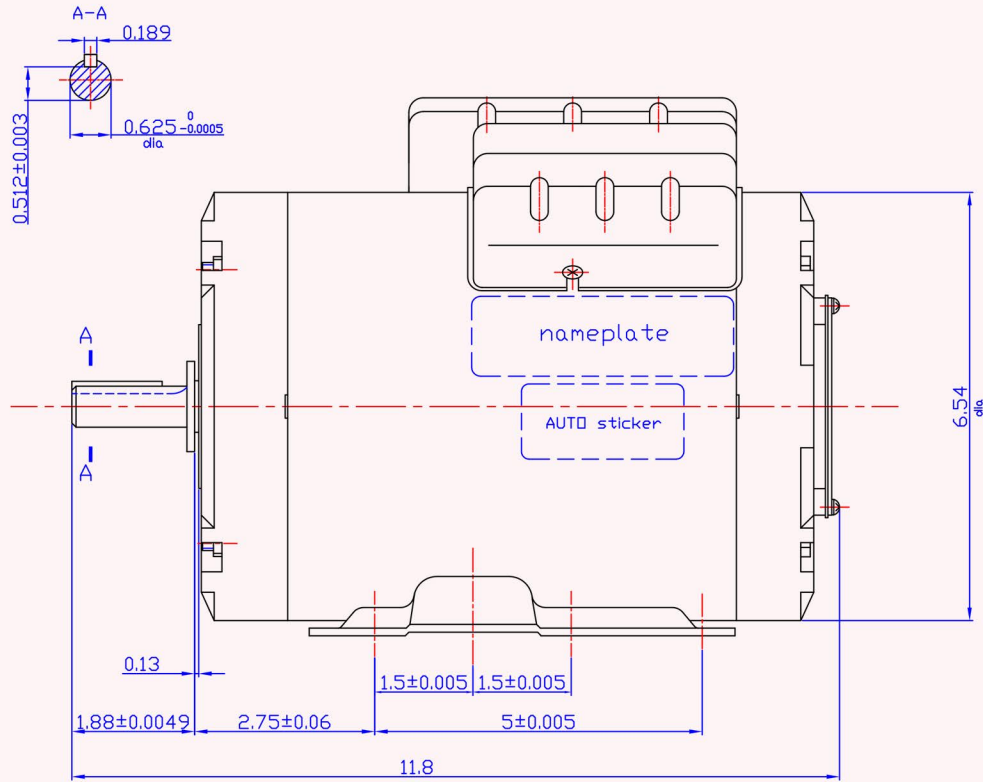 A-A
0.189
0.625 0 -0.0005
dia
0.512±0.003
nameplate
A
AUTO sticker
6.54
dia
A
0.13
1.5±0.005
1.5±0.005
1.88±0.0049
2.75±0.06
5±0.005
11.8